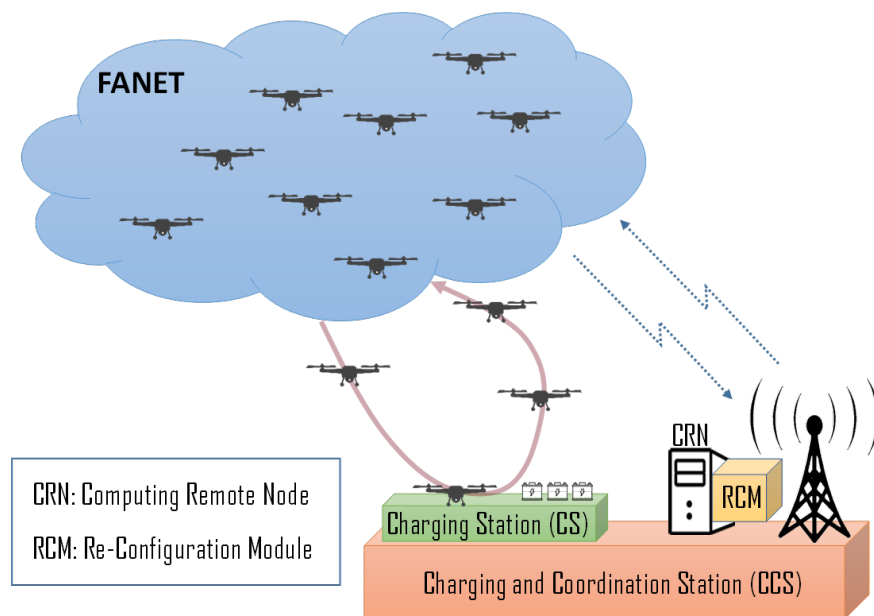 FANET
CRN
RCM
CRN: Computing Remote Node
RCM: Re-Configuration Module
Charging Station (CS)
Charging and Coordination Station (CCS)